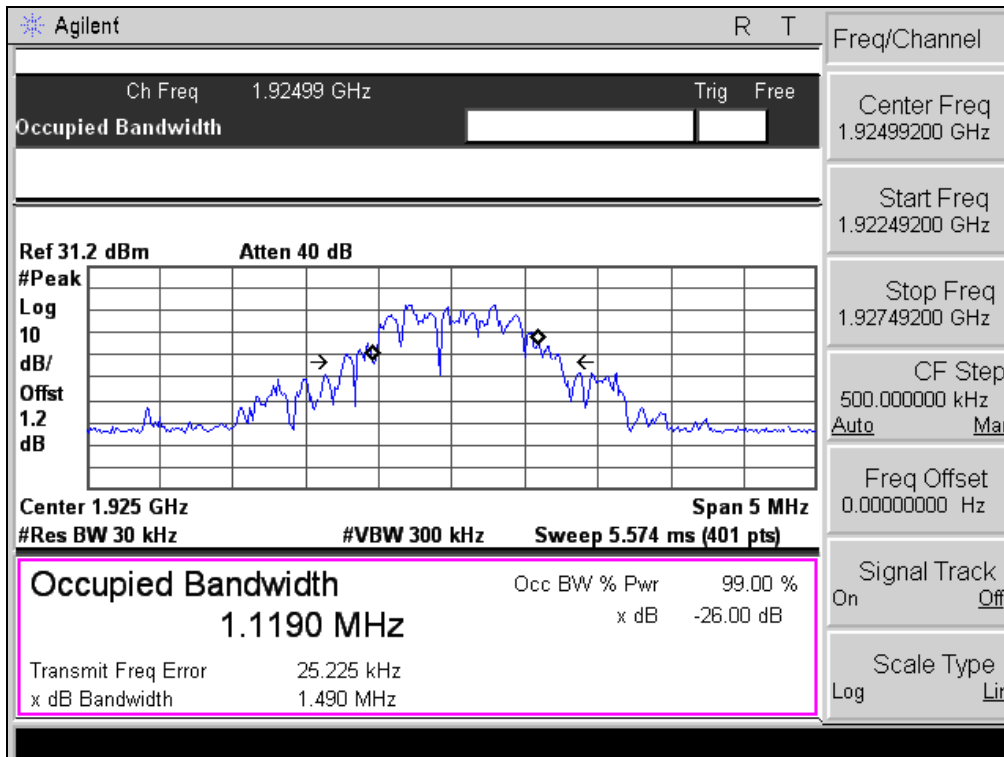 Agilent R T
Ch Freq 1.92499 GHz Trig Free
Occupied Bandwidth
Ref 31.2 dBm Atten 40 dB
#Peak
Log
10
dB/
Offst
1.2
dB
Center 1.925 GHz Span 5 MHz
#Res BW 30 kHz #VBW 300 kHz Sweep 5.574 ms (401 pts)
Occupied Bandwidth
1.1190 MHz
Occ BW % Pwr 99.00 %
x dB -26.00 dB
Transmit Freq Error 25.225 kHz
x dB Bandwidth 1.490 MHz
Freq/Channel
Center Freq
1.92499200 GHz
Start Freq
1.92249200 GHz
Stop Freq
1.92749200 GHz
CF Step
500.000000 kHz
Auto Man
Freq Offset
0.00000000 Hz
Signal Track
On Off
Scale Type
Log Lin